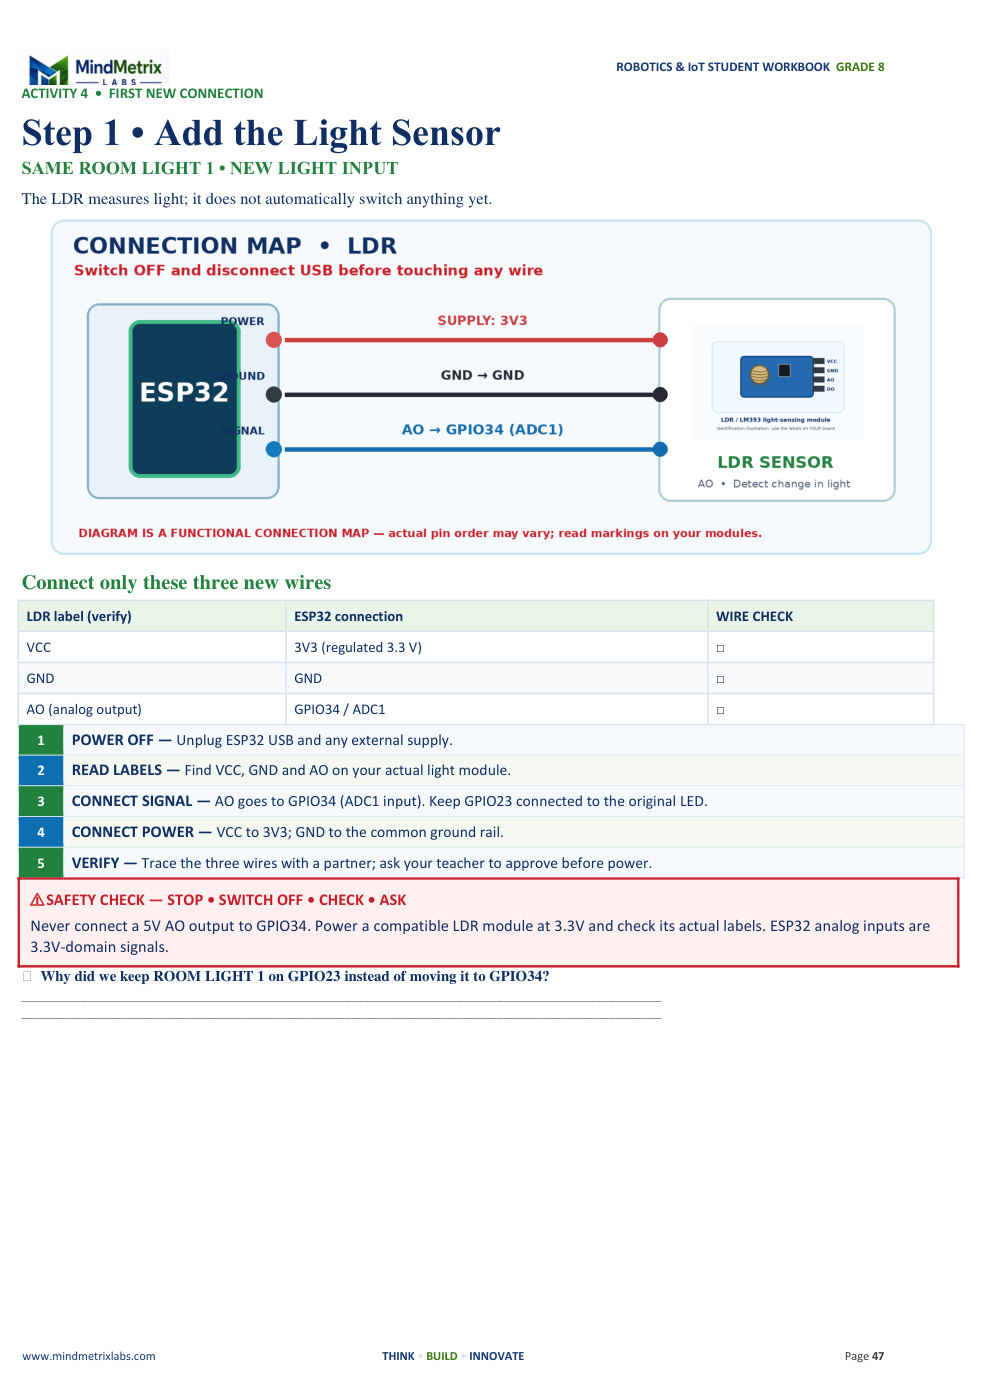 MindMetrix
LABS
ROBOTICS & IoT STUDENT WORKBOOK GRADE 8
ACTIVITY 4 • FIRST NEW CONNECTION
Step 1 • Add the Light Sensor
SAME ROOM LIGHT 1 • NEW LIGHT INPUT
The LDR measures light; it does not automatically switch anything yet.
CONNECTION MAP • LDR
Switch OFF and disconnect USB before touching any wire
POWER
SUPPLY: 3V3
GROUND
GND → GND
ESP32
SIGNAL
AO → GPIO34 (ADC1)
VCC
GND
AO
DO
LDR / LM393 light-sensing module
Identification illustration: use the labels on YOUR board
LDR SENSOR
AO • Detect change in light
DIAGRAM IS A FUNCTIONAL CONNECTION MAP — actual pin order may vary; read markings on your modules.
Connect only these three new wires
LDR label (verify) ESP32 connection WIRE CHECK
VCC 3V3 (regulated 3.3 V) □
GND GND □
AO (analog output) GPIO34 / ADC1 □
1 POWER OFF — Unplug ESP32 USB and any external supply.
2 READ LABELS — Find VCC, GND and AO on your actual light module.
3 CONNECT SIGNAL — AO goes to GPIO34 (ADC1 input). Keep GPIO23 connected to the original LED.
4 CONNECT POWER — VCC to 3V3; GND to the common ground rail.
5 VERIFY — Trace the three wires with a partner; ask your teacher to approve before power.
⚠SAFETY CHECK — STOP • SWITCH OFF • CHECK • ASK
Never connect a 5V AO output to GPIO34. Power a compatible LDR module at 3.3V and check its actual labels. ESP32 analog inputs are
3.3V-domain signals.
Why did we keep ROOM LIGHT 1 on GPIO23 instead of moving it to GPIO34?
www.mindmetrixlabs.com THINK • BUILD • INNOVATE Page 47